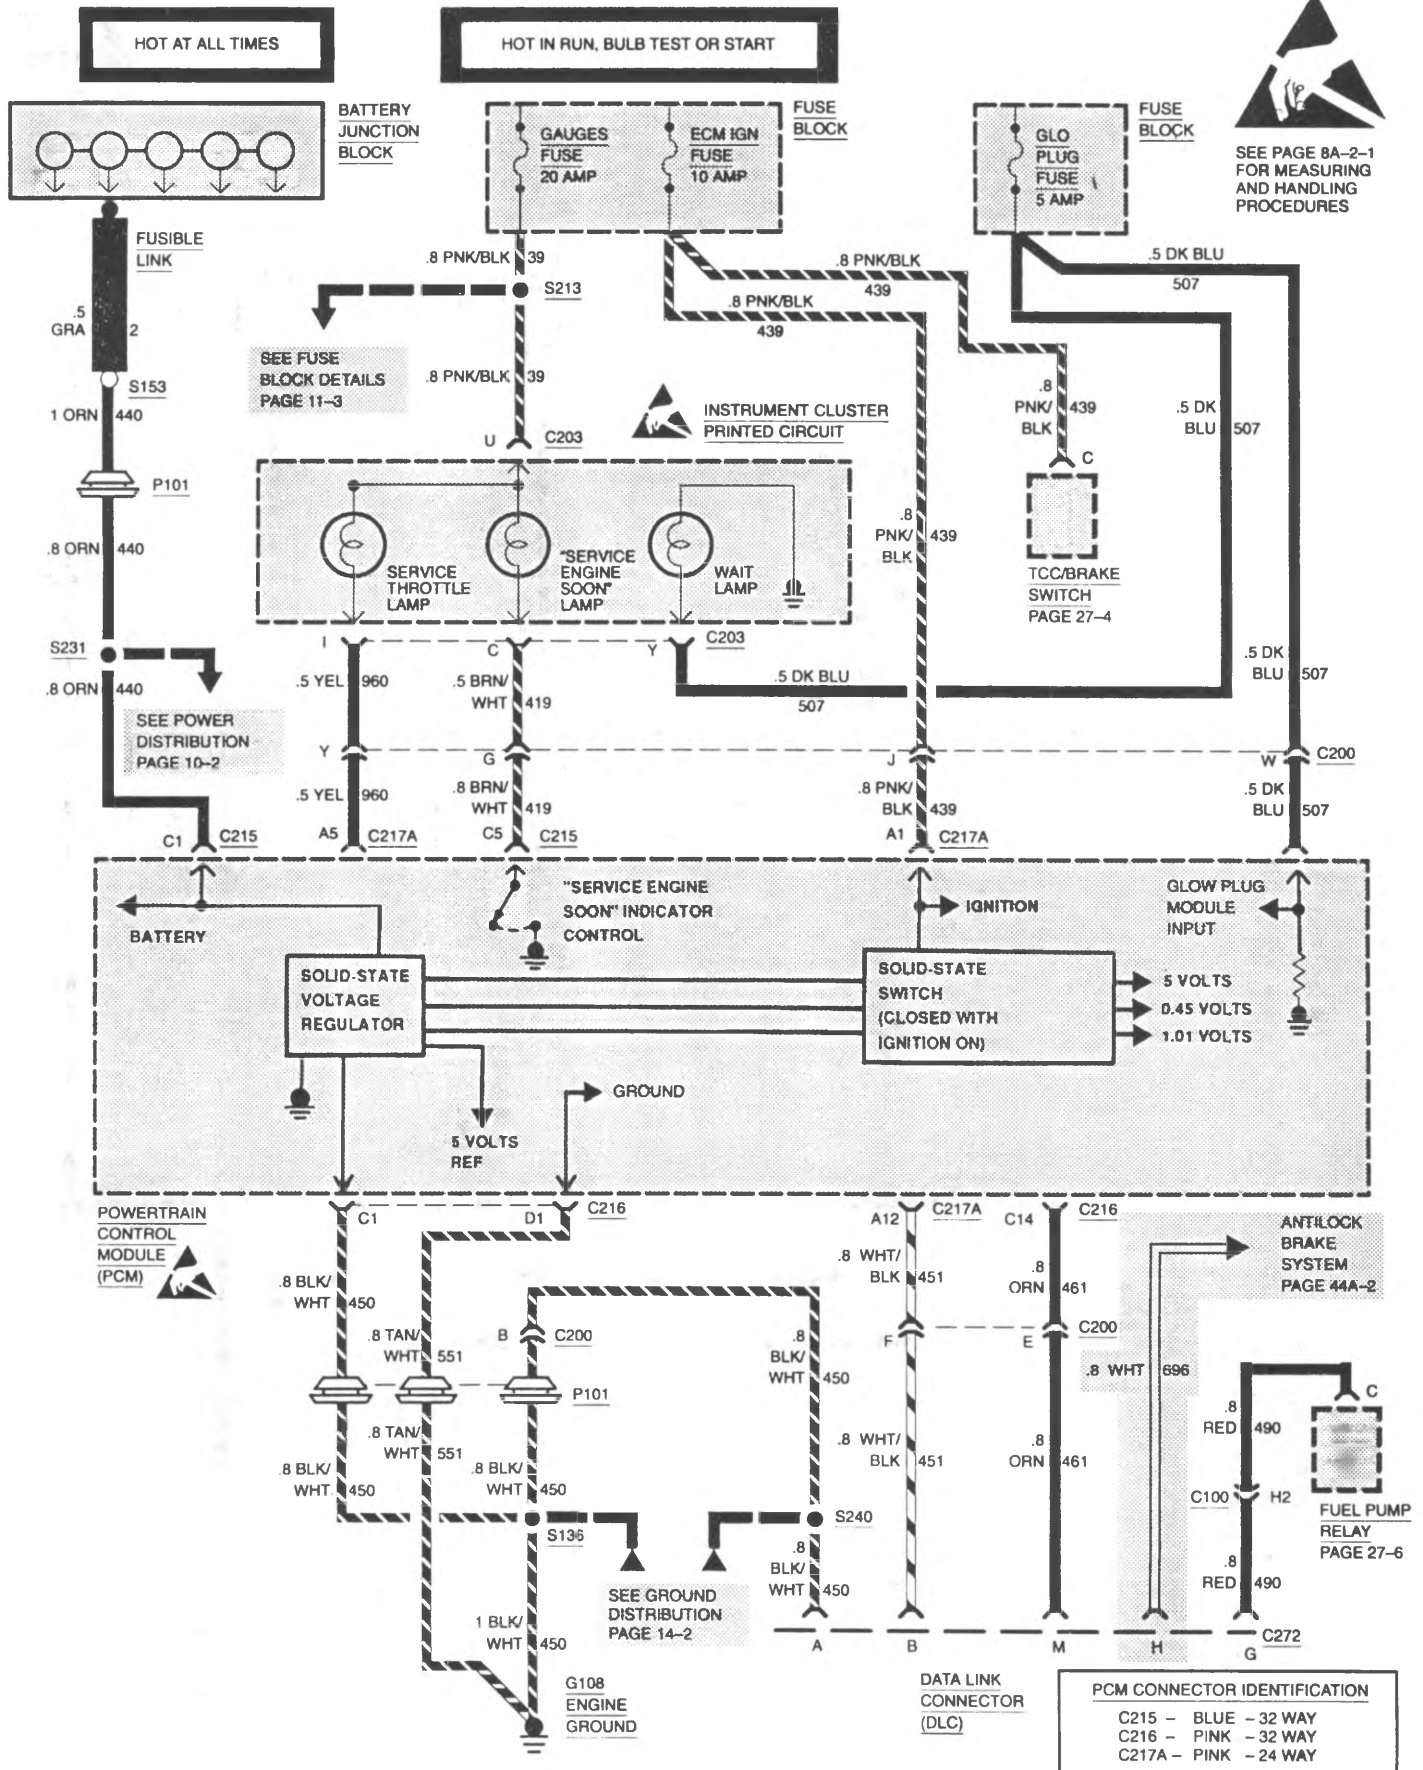 HOT AT ALL TIMES
HOT IN RUN, BULB TEST OR START
BATTERY
JUNCTION
BLOCK
GAUGES
FUSE
20 AMP
ECM IGN
FUSE
10 AMP
FUSE
BLOCK
GLO
PLUG
FUSE
5 AMP
FUSE
BLOCK
SEE PAGE 8A-2-1
FOR MEASURING
AND HANDLING
PROCEDURES
FUSIBLE
LINK
.5
GRA
2
S153
1 ORN
440
P101
.8 ORN
440
S231
.8 ORN
440
SEE POWER
DISTRIBUTION
PAGE 10-2
C1
C215
.8 PNK/BLK
39
S213
SEE FUSE
BLOCK DETAILS
PAGE 11-3
.8 PNK/BLK
39
U
C203
INSTRUMENT CLUSTER
PRINTED CIRCUIT
.8 PNK/BLK
439
.8 PNK/BLK
439
.5 DK BLU
507
.8
PNK/
BLK
439
C
TCC/BRAKE
SWITCH
PAGE 27-4
.5 DK
BLU
507
.8
PNK/
BLK
439
SERVICE
THROTTLE
LAMP
"SERVICE
ENGINE
SOON"
LAMP
WAIT
LAMP
I
C
Y
C203
.5 YEL
960
.5 BRN/
WHT
419
.5 DK BLU
507
.5 DK
BLU
507
Y
G
J
W
C200
.5 YEL
960
.8 BRN/
WHT
419
.8 PNK/
BLK
439
.5 DK
BLU
507
A5
C217A
C5
C215
A1
C217A
BATTERY
"SERVICE ENGINE
SOON" INDICATOR
CONTROL
IGNITION
GLOW PLUG
MODULE
INPUT
SOLID-STATE
VOLTAGE
REGULATOR
SOLID-STATE
SWITCH
(CLOSED WITH
IGNITION ON)
5 VOLTS
0.45 VOLTS
1.01 VOLTS
5 VOLTS
REF
GROUND
POWERTRAIN
CONTROL
MODULE
(PCM)
C1
D1
C216
A12
C217A
C14
C216
ANTILOCK
BRAKE
SYSTEM
PAGE 44A-2
.8 BLK/
WHT
450
.8 TAN/
WHT
551
B
C200
P101
.8
BLK/
WHT
450
.8 WHT/
BLK
451
.8
ORN
461
F
E
C200
.8 WHT
696
.8
RED
490
C
FUEL PUMP
RELAY
PAGE 27-6
C100
H2
.8 BLK/
WHT
450
.8 TAN/
WHT
551
.8 BLK/
WHT
450
.8 WHT/
BLK
451
.8
ORN
461
S136
S240
SEE GROUND
DISTRIBUTION
PAGE 14-2
.8
BLK/
WHT
450
.8
RED
490
1 BLK/
WHT
450
G108
ENGINE
GROUND
A
B
M
H
G
C272
DATA LINK
CONNECTOR
(DLC)
PCM CONNECTOR IDENTIFICATION
C215 - BLUE - 32 WAY
C216 - PINK - 32 WAY
C217A - PINK - 24 WAY